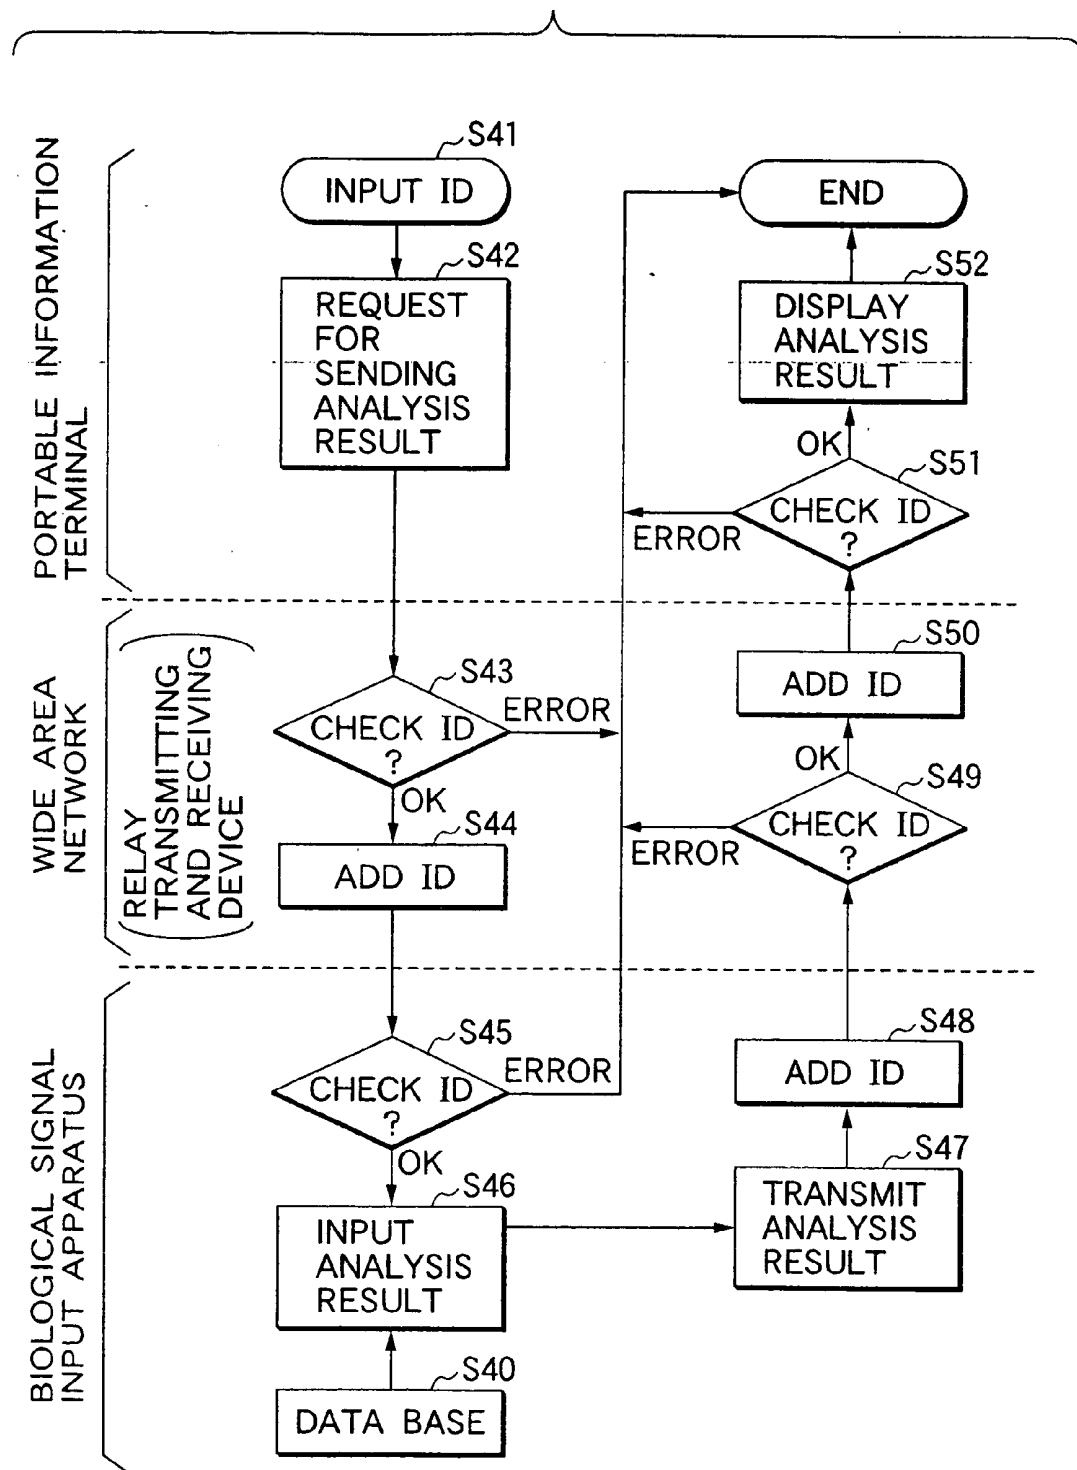 PORTABLE INFORMATION
TERMINAL
S41
INPUT ID
S42
REQUEST
FOR
SENDING
ANALYSIS
RESULT
END
S52
DISPLAY
ANALYSIS
RESULT
OK
S51
CHECK ID
?
ERROR
WIDE AREA
NETWORK
RELAY
TRANSMITTING
AND RECEIVING
DEVICE
S43
CHECK ID
?
ERROR
OK
S44
ADD ID
S50
ADD ID
OK
S49
CHECK ID
?
ERROR
BIOLOGICAL SIGNAL
INPUT APPARATUS
S45
CHECK ID
?
ERROR
OK
S46
INPUT
ANALYSIS
RESULT
S40
DATA BASE
S48
ADD ID
S47
TRANSMIT
ANALYSIS
RESULT